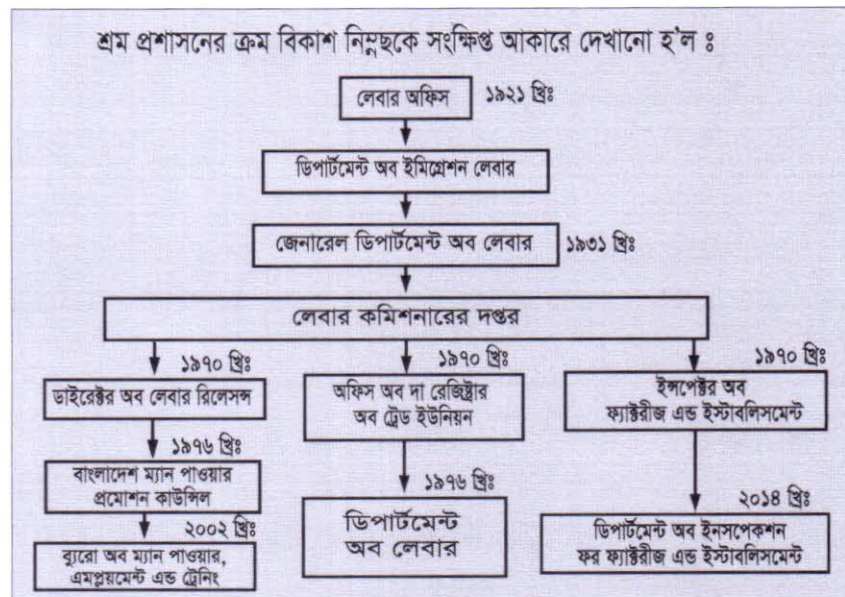 শ্রম প্রশাসনের ক্রম বিকাশ নিম্নছকে সংক্ষিপ্ত আকারে দেখানো হ'ল ঃ
লেবার অফিস ১৯২১ খ্রিঃ
ডিপার্টমেন্ট অব ইমিগ্রেশন লেবার
জেনারেল ডিপার্টমেন্ট অব লেবার ১৯৩১ খ্রিঃ
লেবার কমিশনারের দপ্তর
১৯৭০ খ্রিঃ
ডাইরেক্টর অব লেবার রিলেসন্স
১৯৭৬ খ্রিঃ
বাংলাদেশ ম্যান পাওয়ার
প্রমোশন কাউন্সিল
২০০২ খ্রিঃ
ব্যুরো অব ম্যান পাওয়ার,
এমপ্লয়মেন্ট এন্ড ট্রেনিং
১৯৭০ খ্রিঃ
অফিস অব দা রেজিষ্ট্রার
অব ট্রেড ইউনিয়ন
১৯৭৬ খ্রিঃ
ডিপার্টমেন্ট
অব লেবার
১৯৭০ খ্রিঃ
ইন্সপেক্টর অব
ফ্যাক্টরীজ এন্ড ইস্টাবলিসমেন্ট
২০১৪ খ্রিঃ
ডিপার্টমেন্ট অব ইনসপেকশন
ফর ফ্যাক্টরীজ এন্ড ইস্টাবলিসমেন্ট